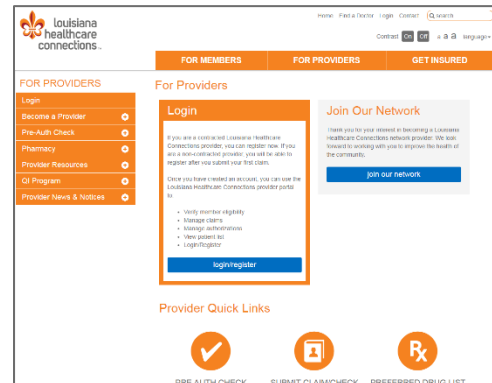 louisiana
healthcare
connections
Home Find a Doctor Login Contact Search
Contrast On Off a a a language
FOR MEMBERS FOR PROVIDERS GET INSURED
FOR PROVIDERS
Login
Become a Provider
Pre-Auth Check
Pharmacy
Provider Resources
QI Program
Provider News & Notices
For Providers
Login
If you are a contracted Louisiana Healthcare
Connections provider, you can register now. If you
are a non-contracted provider, you will be able to
register after you submit your first claim.
Once you have created an account, you can use the
Louisiana Healthcare Connections provider portal
to:
• Verify member eligibility
• Manage claims
• Manage authorizations
• View patient list
• Login/Register
login/register
Join Our Network
Thank you for your interest in becoming a Louisiana
Healthcare Connections network provider. We look
forward to working with you to improve the health of
the community.
join our network
Provider Quick Links
Rx
PRE-AUTH CHECK SUBMIT CLAIM/CHECK PREFERRED DRUG LIST